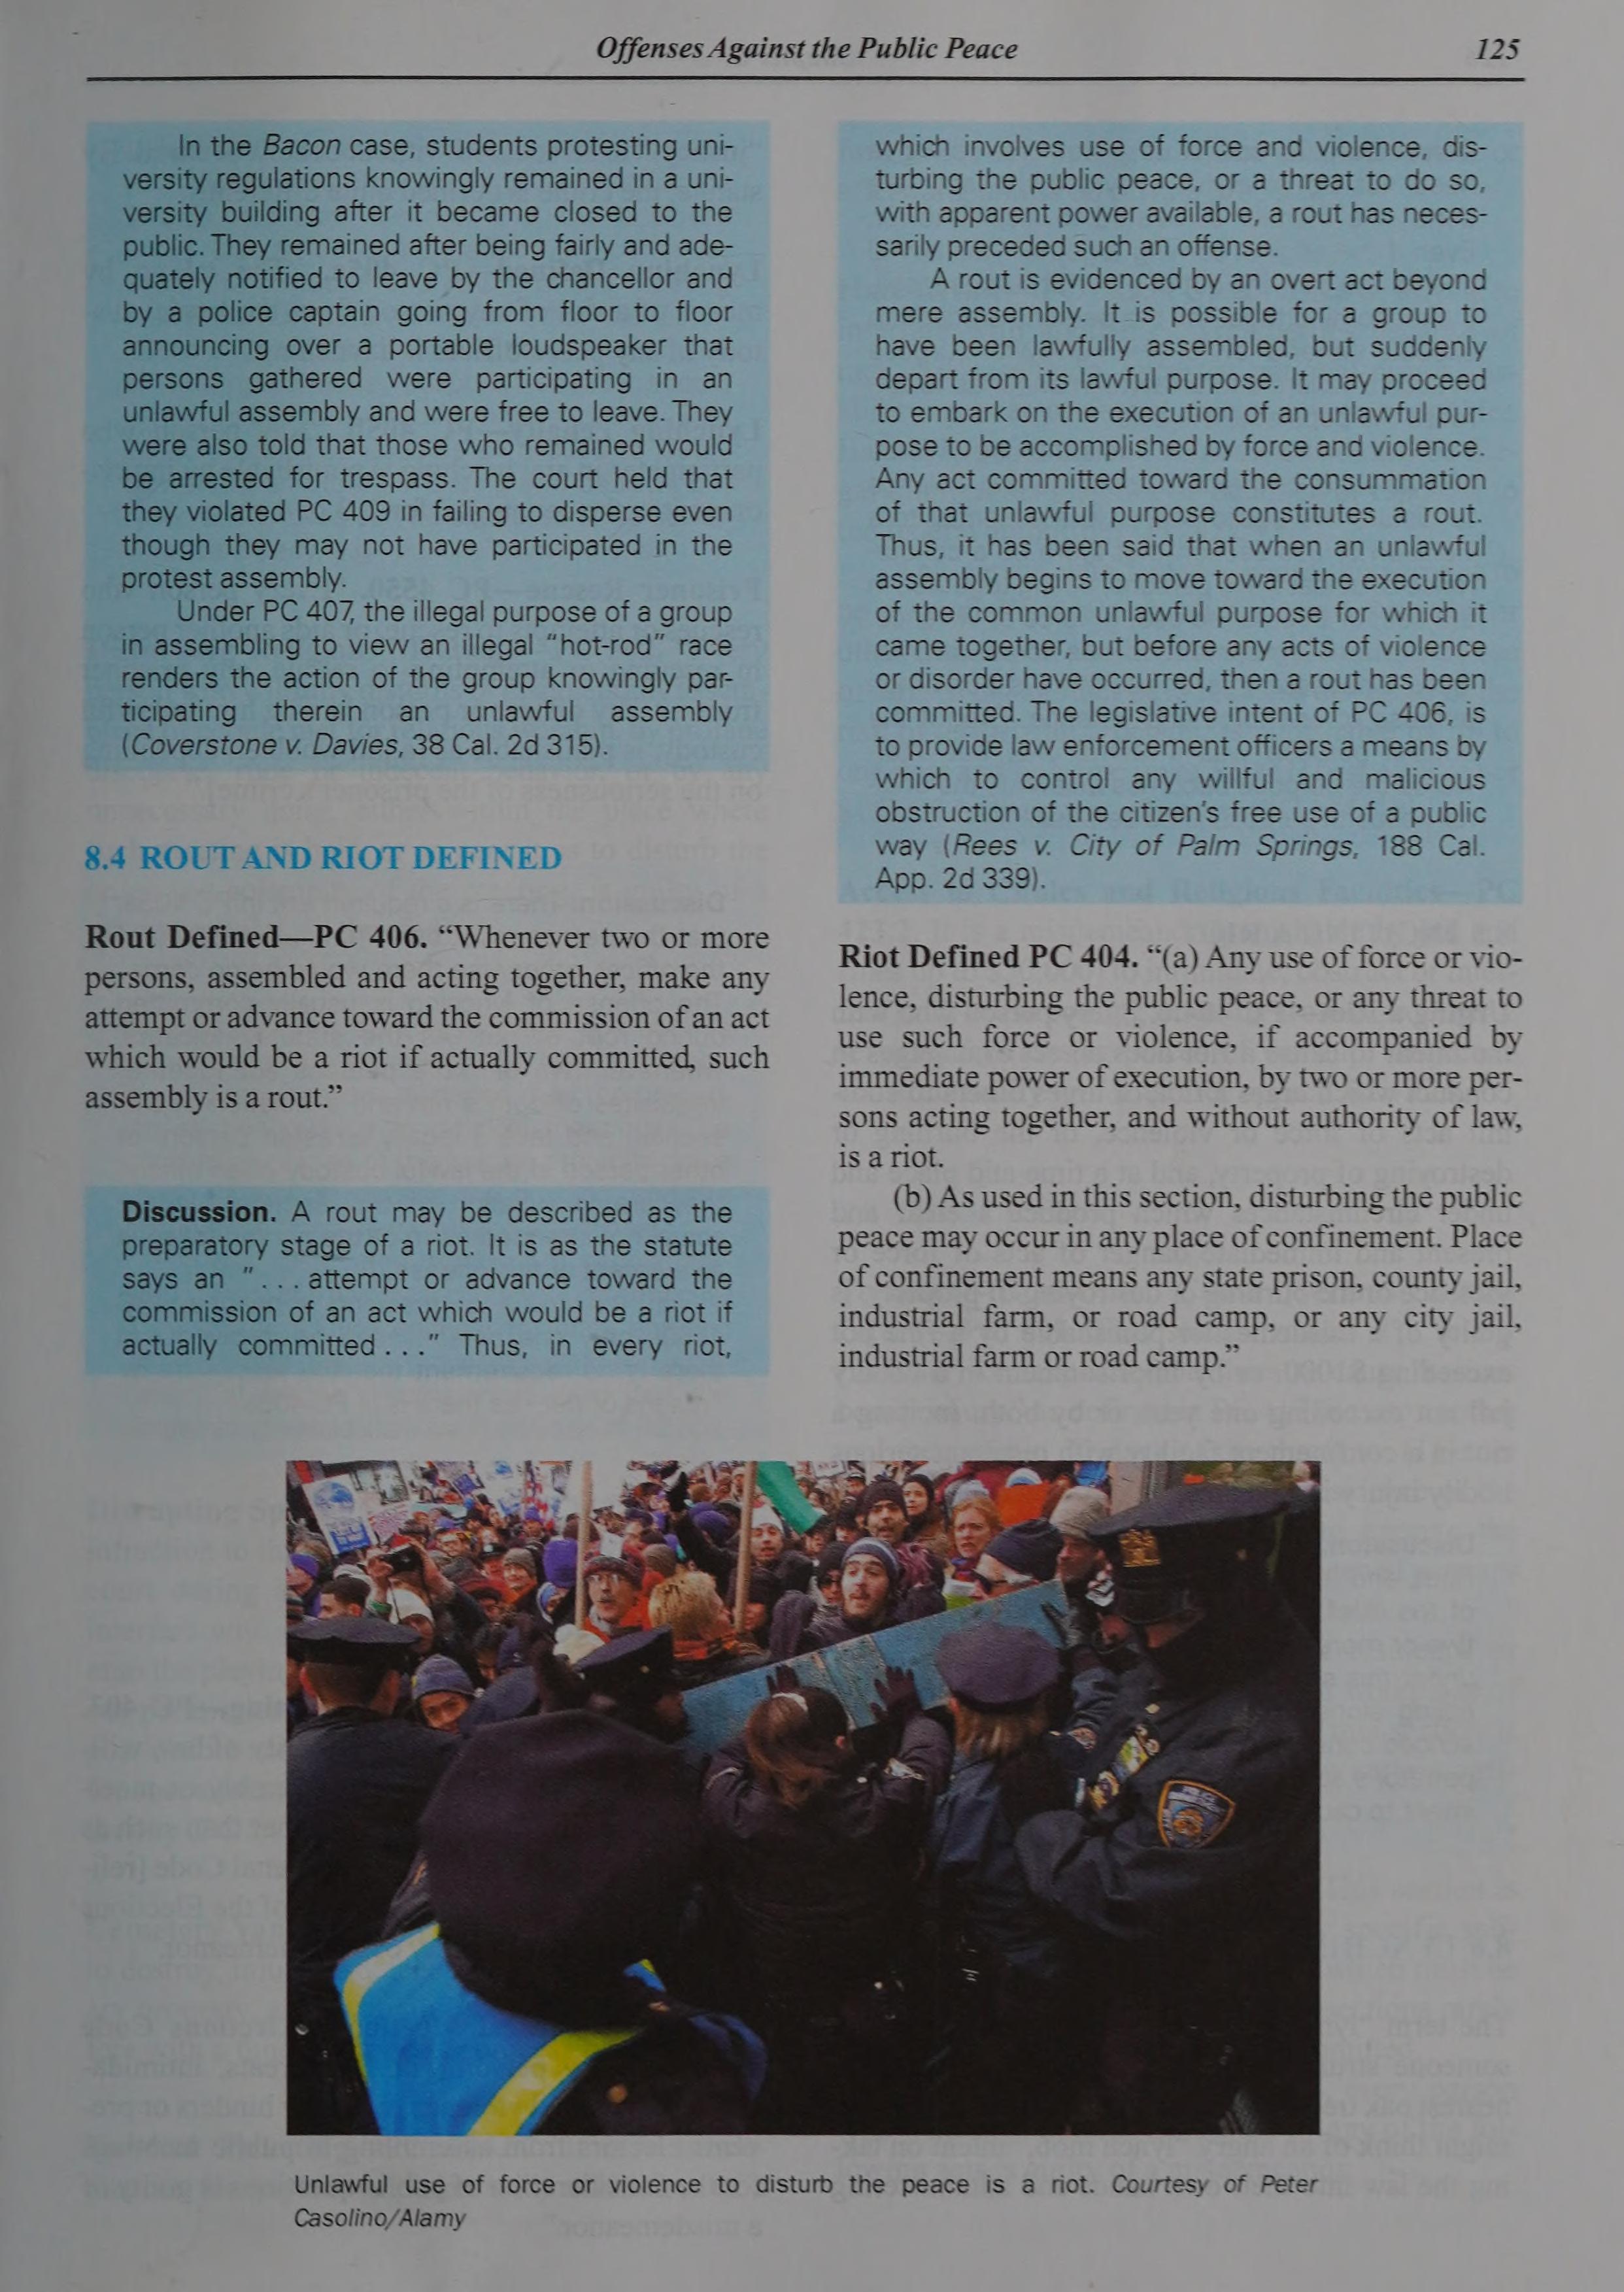 Offenses Against the Public Peace 125
In the Bacon case, students protesting uni-
versity regulations knowingly remained in a uni-
versity building after it became closed to the
public. They remained after being fairly and ade-
quately notified to leave by the chancellor and
by a police captain going from floor to floor
announcing over a portable loudspeaker that
persons gathered were participating in an
unlawful assembly and were free to leave. They
were also told that those who remained would
be arrested for trespass. The court held that
they violated PC 409 in failing to disperse even
though they may not have participated in the
protest assembly.
Under PC 407, the illegal purpose of a group
in assembling to view an illegal "hot-rod" race
renders the action of the group knowingly par-
ticipating therein an unlawful assembly
(Coverstone v. Davies, 38 Cal. 2d 315).
8.4 ROUT AND RIOT DEFINED
Rout Defined—PC 406. “Whenever two or more
persons, assembled and acting together, make any
attempt or advance toward the commission of an act
which would be a riot if actually committed, such
assembly is a rout.”
Discussion. A rout may be described as the
preparatory stage of a riot. It is as the statute
says an "... attempt or advance toward the
commission of an act which would be a riot if
actually committed..." Thus, in every riot,
which involves use of force and violence, dis-
turbing the public peace, or a threat to do so,
with apparent power available, a rout has neces-
sarily preceded such an offense.
A rout is evidenced by an overt act beyond
mere assembly. It is possible for a group to
have been lawfully assembled, but suddenly
depart from its lawful purpose. It may proceed
to embark on the execution of an unlawful pur-
pose to be accomplished by force and violence.
Any act committed toward the consummation
of that unlawful purpose constitutes a rout.
Thus, it has been said that when an unlawful
assembly begins to move toward the execution
of the common unlawful purpose for which it
came together, but before any acts of violence
or disorder have occurred, then a rout has been
committed. The legislative intent of PC 406, is
to provide law enforcement officers a means by
which to control any willful and malicious
obstruction of the citizen's free use of a public
way (Rees v. City of Palm Springs, 188 Cal.
App. 2d 339).
Riot Defined PC 404. “(a) Any use of force or vio-
lence, disturbing the public peace, or any threat to
use such force or violence, if accompanied by
immediate power of execution, by two or more per-
sons acting together, and without authority of law,
is a riot.
(b) As used in this section, disturbing the public
peace may occur in any place of confinement. Place
of confinement means any state prison, county jail,
industrial farm, or road camp, or any city jail,
industrial farm or road camp.”
POLICE
Unlawful use of force or violence to disturb the peace is a riot. Courtesy of Peter
Casolino/Alamy